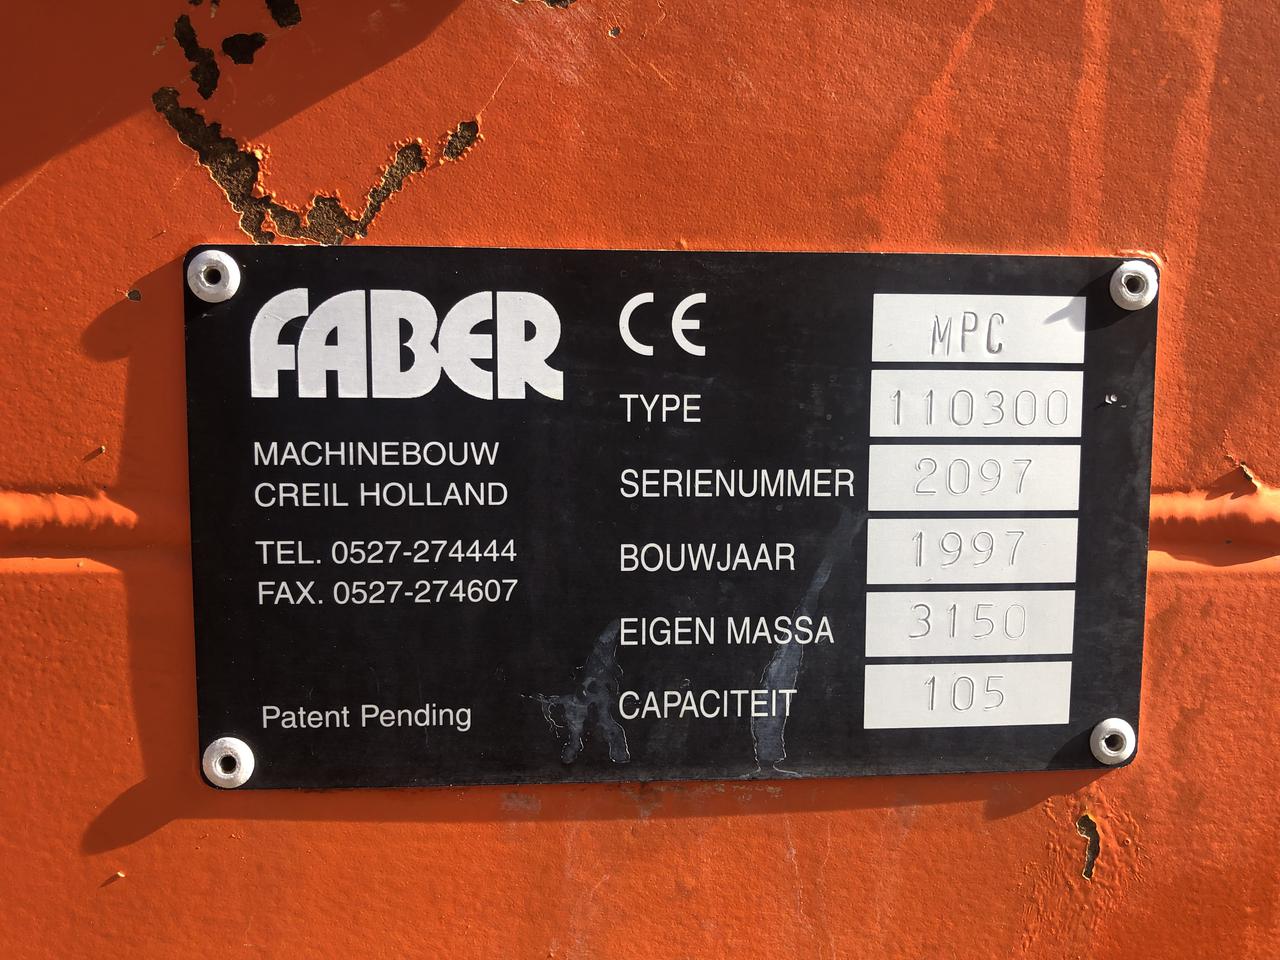 FABER
MACHINEBOUW
CREIL HOLLAND
TEL. 0527-274444
FAX. 0527-274607
Patent Pending
CE MPC
TYPE 110300
SERIENUMMER 2097
BOUWJAAR 1997
EIGEN MASSA 3150
CAPACITEIT 105